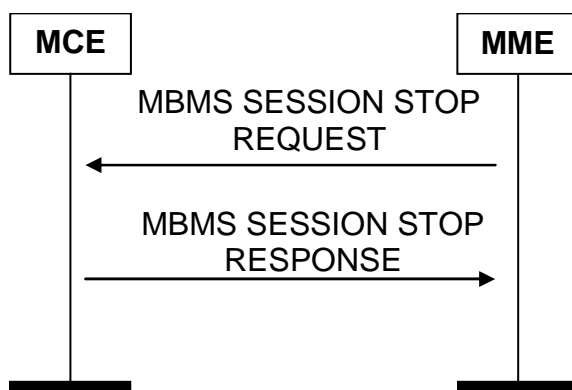 MCE
MME
MBMS SESSION STOP
REQUEST
MBMS SESSION STOP
RESPONSE